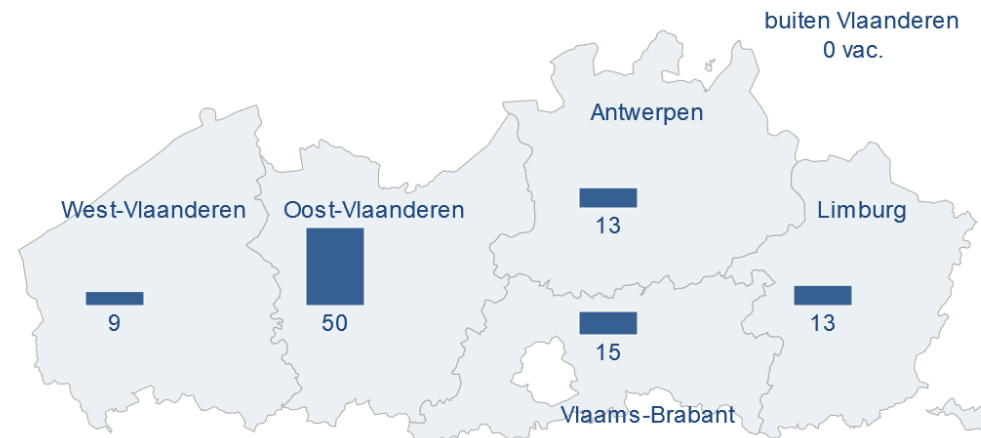 buiten Vlaanderen
0 vac.
Antwerpen
13
West-Vlaanderen
9
Oost-Vlaanderen
50
Limburg
13
15
Vlaams-Brabant